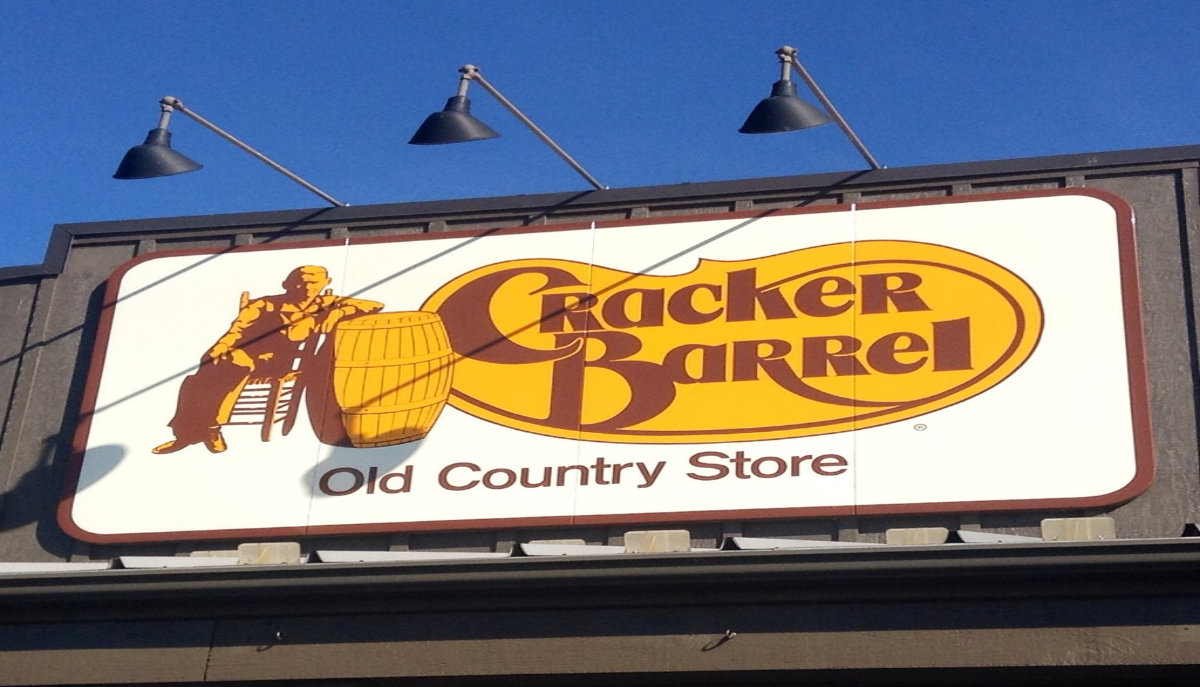 Cracker
Barrel
®
Old Country Store